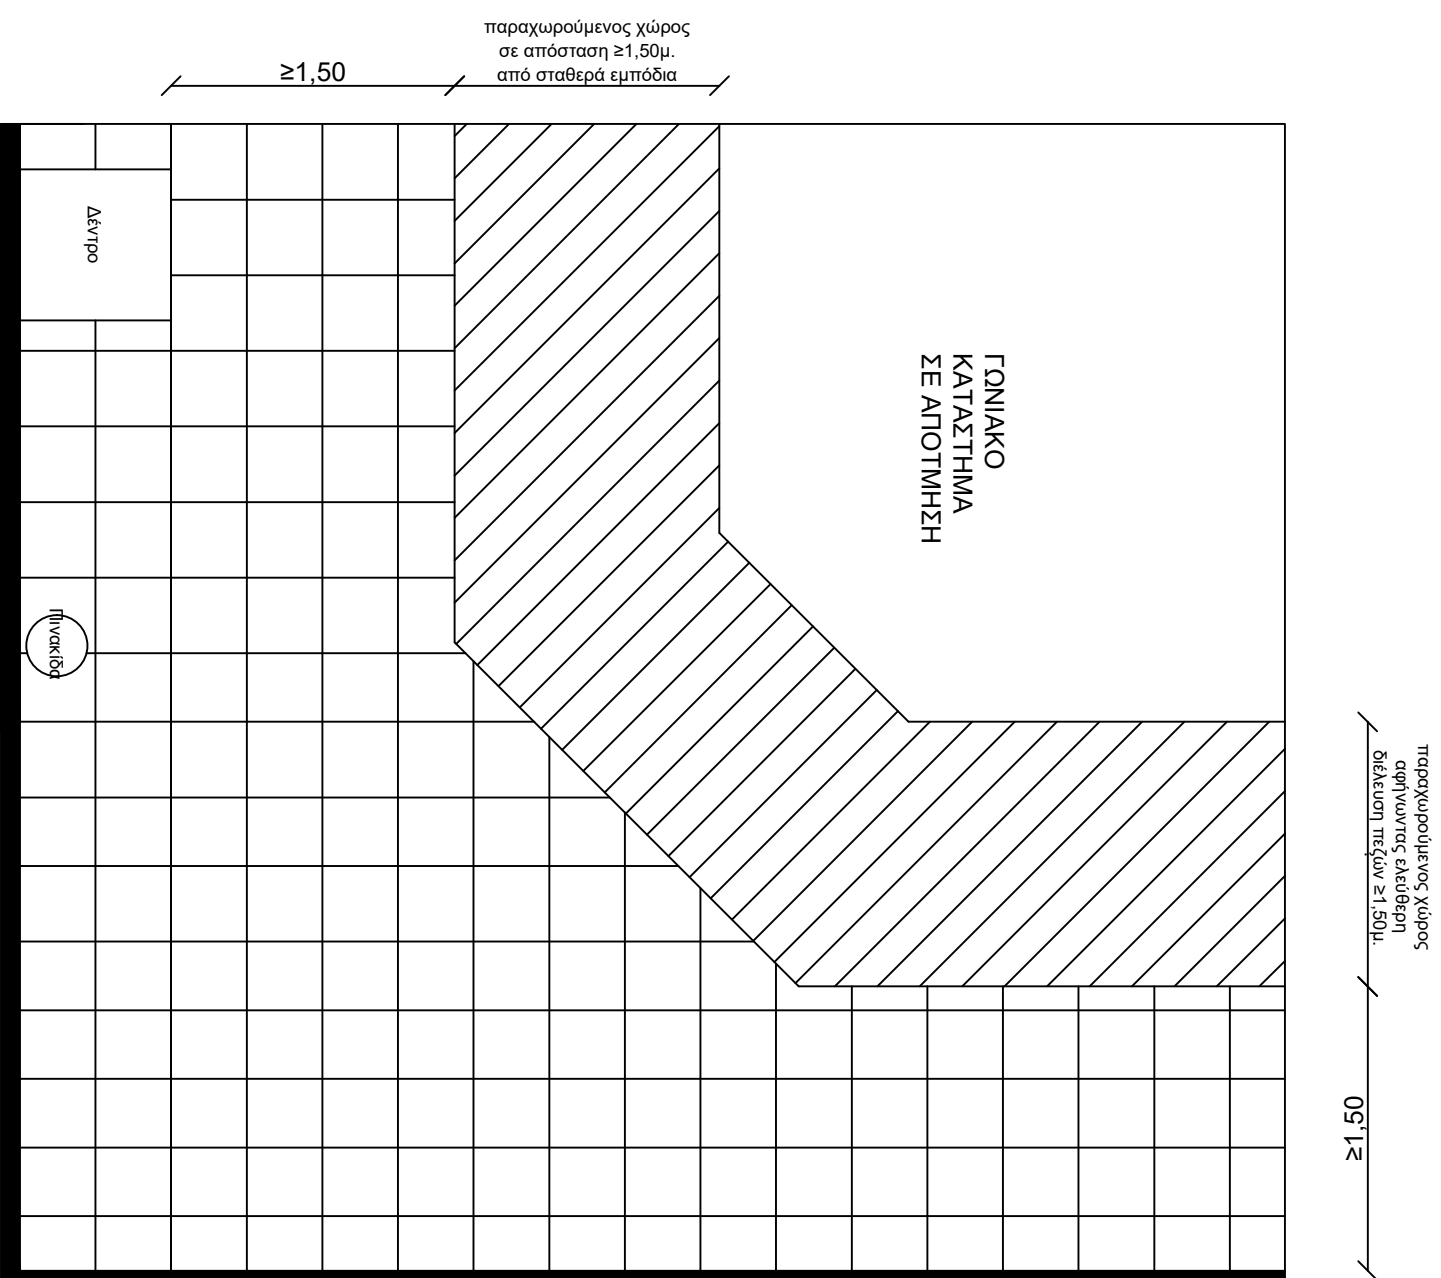 παραχωρούμενος χώρος
σε απόσταση ≥1,50μ.
από σταθερά εμπόδια
≥1,50
Δέντρο
ΓΩΝΙΑΚΟ
ΚΑΤΑΣΤΗΜΑ
ΣΕ ΑΠΟΤΜΗΣΗ
Πινακίδα
παραχωρούμενος χώρος
αφήνωντας ελεύθερη
διέλευση πεζών ≥1,50μ.
≥1,50